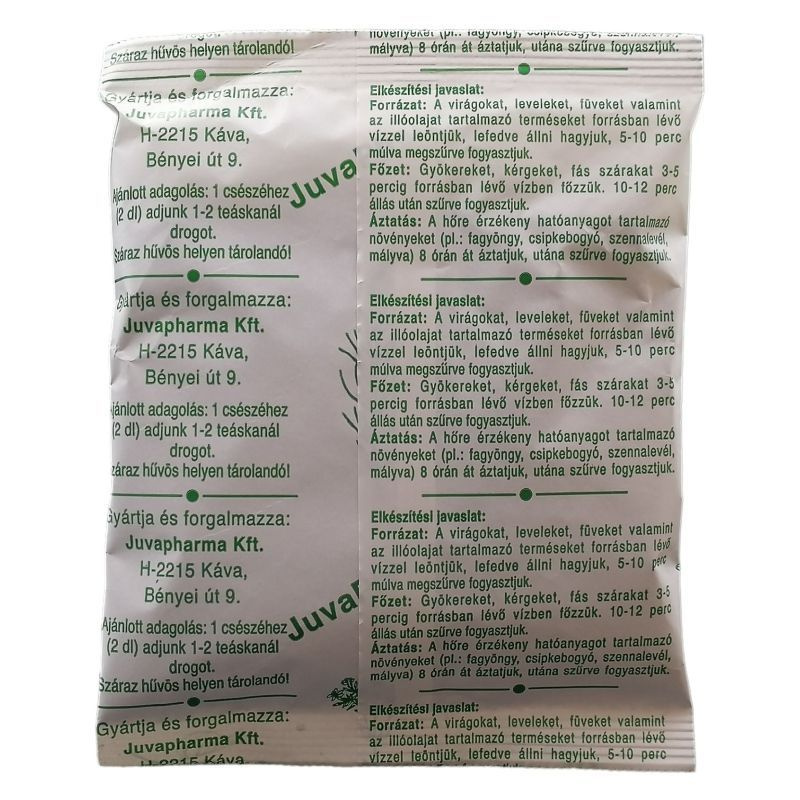 Száraz hűvös helyen tárolandó!
Gyártja és forgalmazza:
Juvapharma Kft.
H-2215 Káva,
Bényei út 9.
Ajánlott adagolás: 1 csészéhez
(2 dl) adjunk 1-2 teáskanál
drogot.
Száraz hűvös helyen tárolandó!
Gyártja és forgalmazza:
Juvapharma Kft.
H-2215 Káva,
Bényei út 9.
Ajánlott adagolás: 1 csészéhez
(2 dl) adjunk 1-2 teáskanál
drogot.
Száraz hűvös helyen tárolandó!
Gyártja és forgalmazza:
Juvapharma Kft.
H-2215 Káva,
Bényei út 9.
Ajánlott adagolás: 1 csészéhez
(2 dl) adjunk 1-2 teáskanál
drogot.
Száraz hűvös helyen tárolandó!
Gyártja és forgalmazza:
Juvapharma Kft.
H-2215 Káva,
Juva
Juvap
növényeket (pl.: fagyöngy, csipkebogyó, szennalevél,
mályva) 8 órán át áztatjuk, utána szűrve fogyasztjuk.
Elkészítési javaslat:
Forrázat: A virágokat, leveleket, füveket valamint
az illóolajat tartalmazó terméseket forrásban lévő
vízzel leöntjük, lefedve állni hagyjuk, 5-10 perc
múlva megszűrve fogyasztjuk.
Főzet: Gyökereket, kérgeket, fás szárakat 3-5
percig forrásban lévő vízben főzzük. 10-12 perc
állás után szűrve fogyasztjuk.
Áztatás: A hőre érzékeny hatóanyagot tartalmazó
növényeket (pl.: fagyöngy, csipkebogyó, szennalevél,
mályva) 8 órán át áztatjuk, utána szűrve fogyasztjuk.
Elkészítési javaslat:
Forrázat: A virágokat, leveleket, füveket valamint
az illóolajat tartalmazó terméseket forrásban lévő
vízzel leöntjük, lefedve állni hagyjuk, 5-10 perc
múlva megszűrve fogyasztjuk.
Főzet: Gyökereket, kérgeket, fás szárakat 3-5
percig forrásban lévő vízben főzzük. 10-12 perc
állás után szűrve fogyasztjuk.
Áztatás: A hőre érzékeny hatóanyagot tartalmazó
növényeket (pl.: fagyöngy, csipkebogyó, szennalevél,
mályva) 8 órán át áztatjuk, utána szűrve fogyasztjuk.
Elkészítési javaslat:
Forrázat: A virágokat, leveleket, füveket valamint
az illóolajat tartalmazó terméseket forrásban lévő
vízzel leöntjük, lefedve állni hagyjuk, 5-10 perc
múlva megszűrve fogyasztjuk.
Főzet: Gyökereket, kérgeket, fás szárakat 3-5
percig forrásban lévő vízben főzzük. 10-12 perc
állás után szűrve fogyasztjuk.
Áztatás: A hőre érzékeny hatóanyagot tartalmazó
növényeket (pl.: fagyöngy, csipkebogyó, szennalevél,
mályva) 8 órán át áztatjuk, utána szűrve fogyasztjuk.
Elkészítési javaslat:
Forrázat: A virágokat, leveleket, füveket valamint
az illóolajat tartalmazó terméseket forrásban lévő
vízzel leöntjük, lefedve állni hagyjuk, 5-10 perc